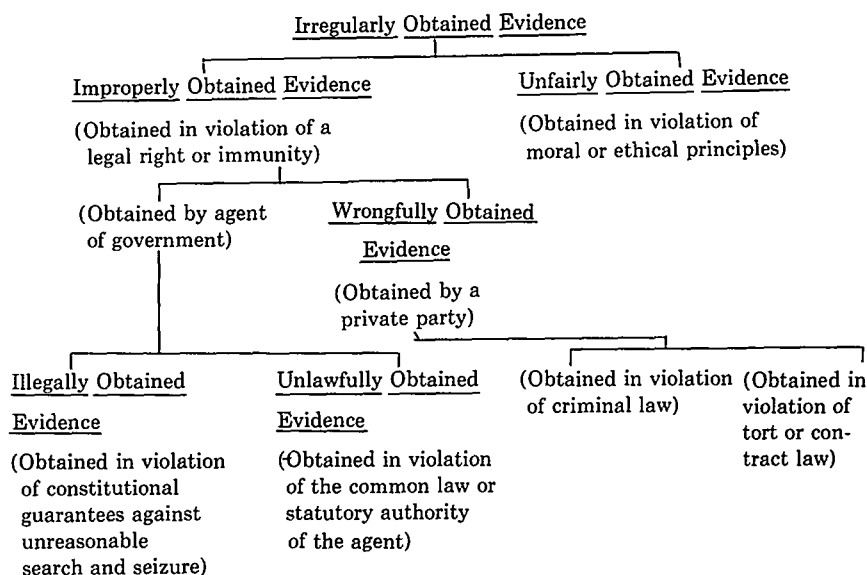 Irregularly Obtained Evidence
Improperly Obtained Evidence
(Obtained in violation of a
legal right or immunity)
Unfairly Obtained Evidence
(Obtained in violation of
moral or ethical principles)
(Obtained by agent
of government)
Wrongfully Obtained
Evidence
(Obtained by a
private party)
Illegally Obtained
Evidence
(Obtained in violation
of constitutional
guarantees against
unreasonable
search and seizure)
Unlawfully Obtained
Evidence
(Obtained in violation
of the common law or
statutory authority
of the agent)
(Obtained in violation
of criminal law)
(Obtained in
violation of
tort or con-
tract law)